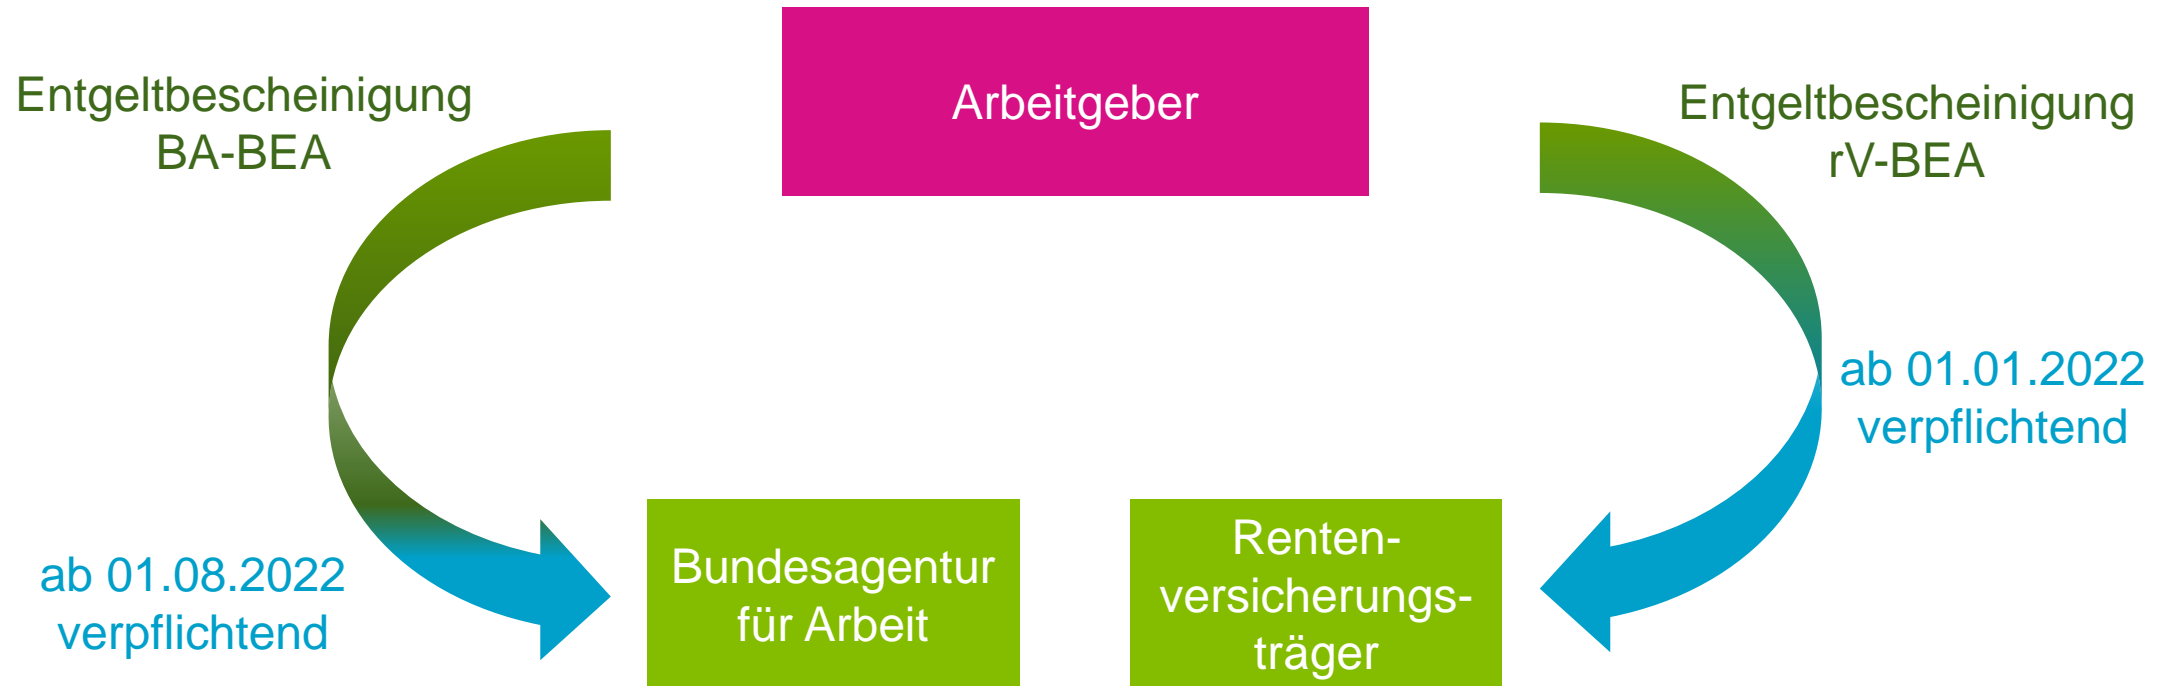 Entgeltbescheinigung
BA-BEA
Arbeitgeber
Entgeltbescheinigung
rV-BEA
ab 01.01.2022
verpflichtend
ab 01.08.2022
verpflichtend
Bundesagentur
für Arbeit
Renten-
versicherungs-
träger